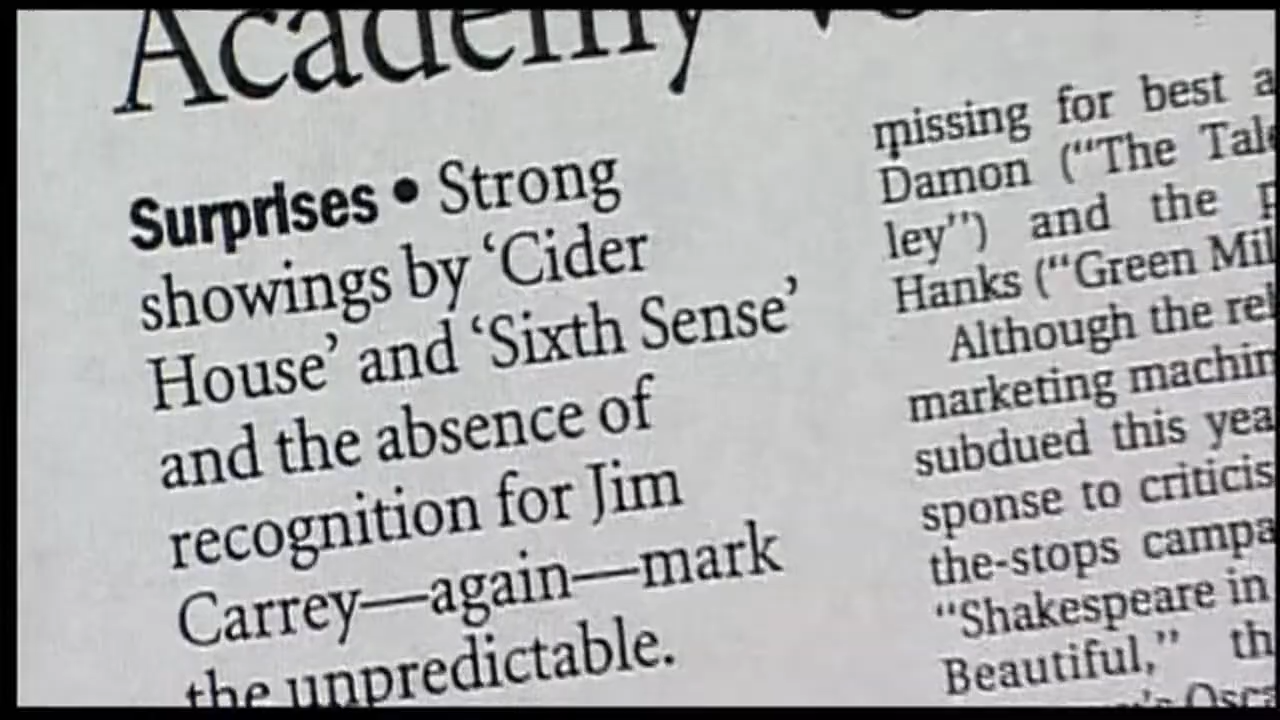 Academy
Surprises • Strong
showings by ‘Cider
House’ and ‘Sixth Sense’
and the absence of
recognition for Jim
Carrey—again—mark
the unpredictable.
missing for best
Damon (“The
ley”) and the
Hanks (“Green
Although the
marketing
subdued this
sponse to
the-stops
“Shakespeare in
Beautiful,”